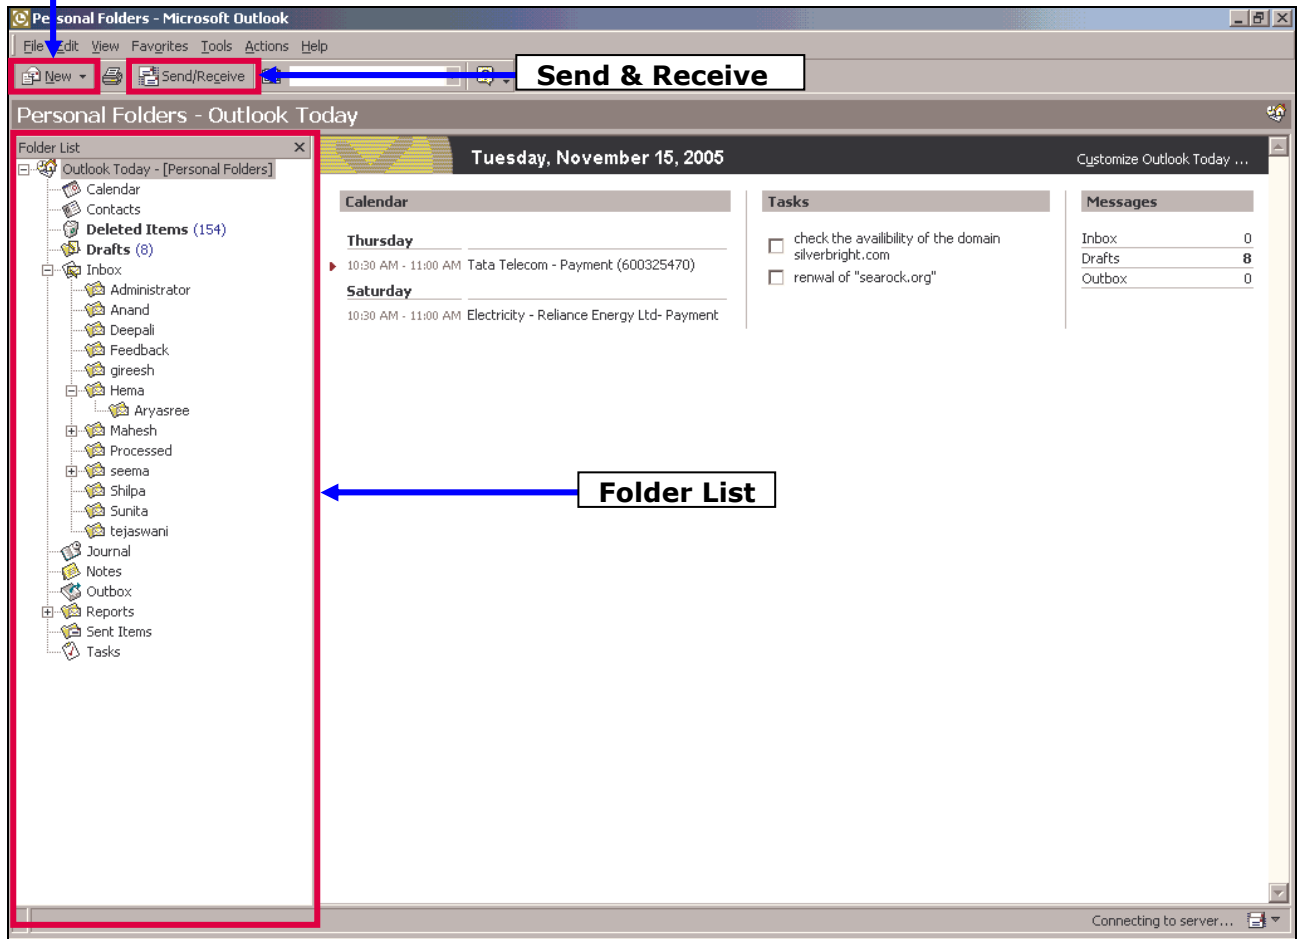 Personal Folders - Microsoft Outlook
File Edit View Favorites Tools Actions Help
New Send/Receive
Send & Receive
Personal Folders - Outlook Today
Folder List
Outlook Today - [Personal Folders]
Calendar
Contacts
Deleted Items (154)
Drafts (8)
Inbox
Administrator
Anand
Deepali
Feedback
gireesh
Hema
Aryasree
Mahesh
Processed
seema
Shilpa
Sunita
tejaswani
Journal
Notes
Outbox
Reports
Sent Items
Tasks
Tuesday, November 15, 2005
Customize Outlook Today ...
Calendar
Thursday
10:30 AM - 11:00 AM Tata Telecom - Payment (600325470)
Saturday
10:30 AM - 11:00 AM Electricity - Reliance Energy Ltd- Payment
Tasks
check the availibility of the domain
silverbright.com
renwal of "searock.org"
Messages
Inbox 0
Drafts 8
Outbox 0
Folder List
Connecting to server...